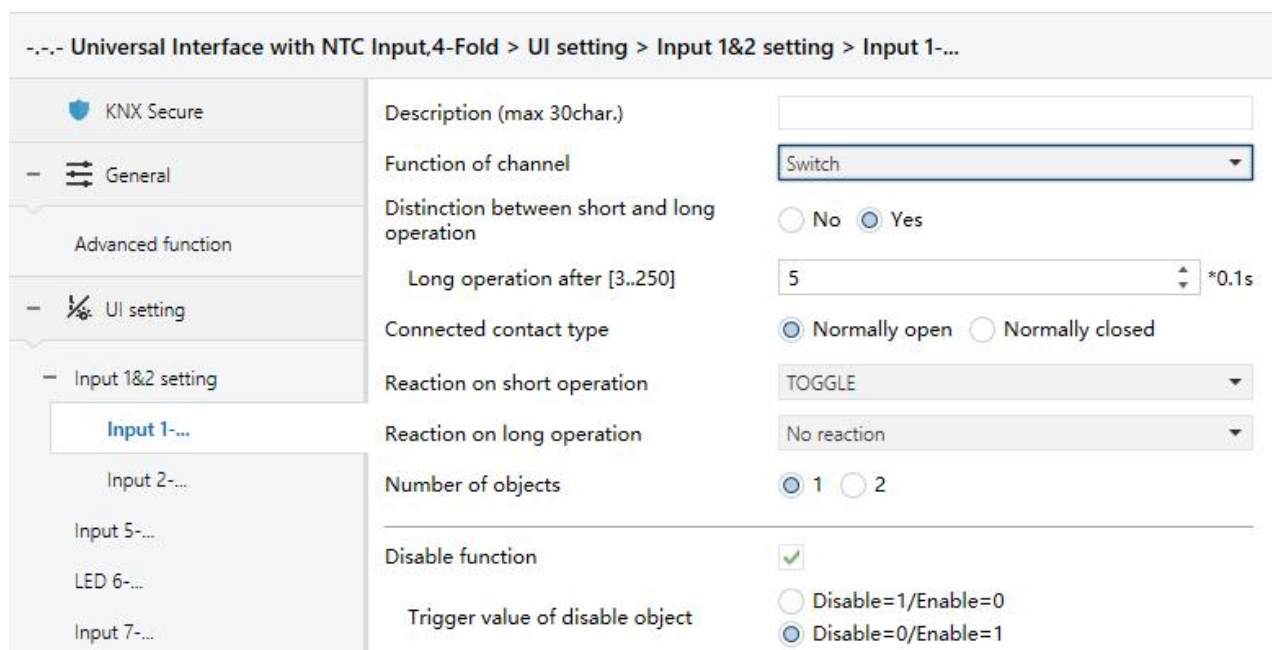 -.-.- Universal Interface with NTC Input,4-Fold > UI setting > Input 1&2 setting > Input 1-...
KNX Secure
General
Advanced function
UI setting
Input 1&2 setting
Input 1-...
Input 2-...
Input 5-...
LED 6-...
Input 7-...
Description (max 30char.)
Function of channel
Switch
Distinction between short and long
operation
No Yes
Long operation after [3..250]
5
*0.1s
Connected contact type
Normally open Normally closed
Reaction on short operation
TOGGLE
Reaction on long operation
No reaction
Number of objects
1 2
Disable function
Trigger value of disable object
Disable=1/Enable=0
Disable=0/Enable=1